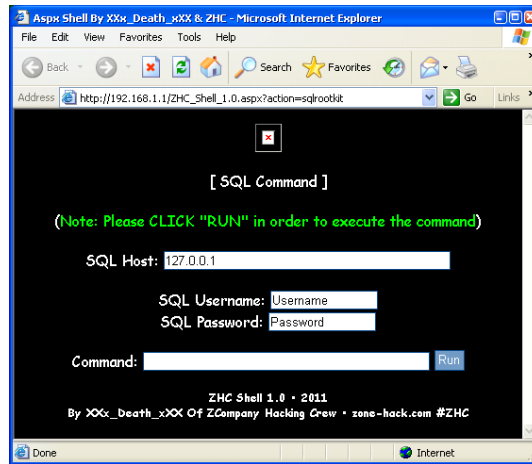 Aspx Shell By XXx_Death_xXX & ZHC - Microsoft Internet Explorer
File Edit View Favorites Tools Help
Back Search Favorites
Address http://192.168.1.1/ZHC_Shell_1.0.aspx?action=sqlrootkit Go Links
[ SQL Command ]
(Note: Please CLICK "RUN" in order to execute the command)
SQL Host: 127.0.0.1
SQL Username: Username
SQL Password: Password
Command: Run
ZHC Shell 1.0 • 2011
By XXx_Death_xXX Of ZCompany Hacking Crew • zone-hack.com #ZHC
Done Internet